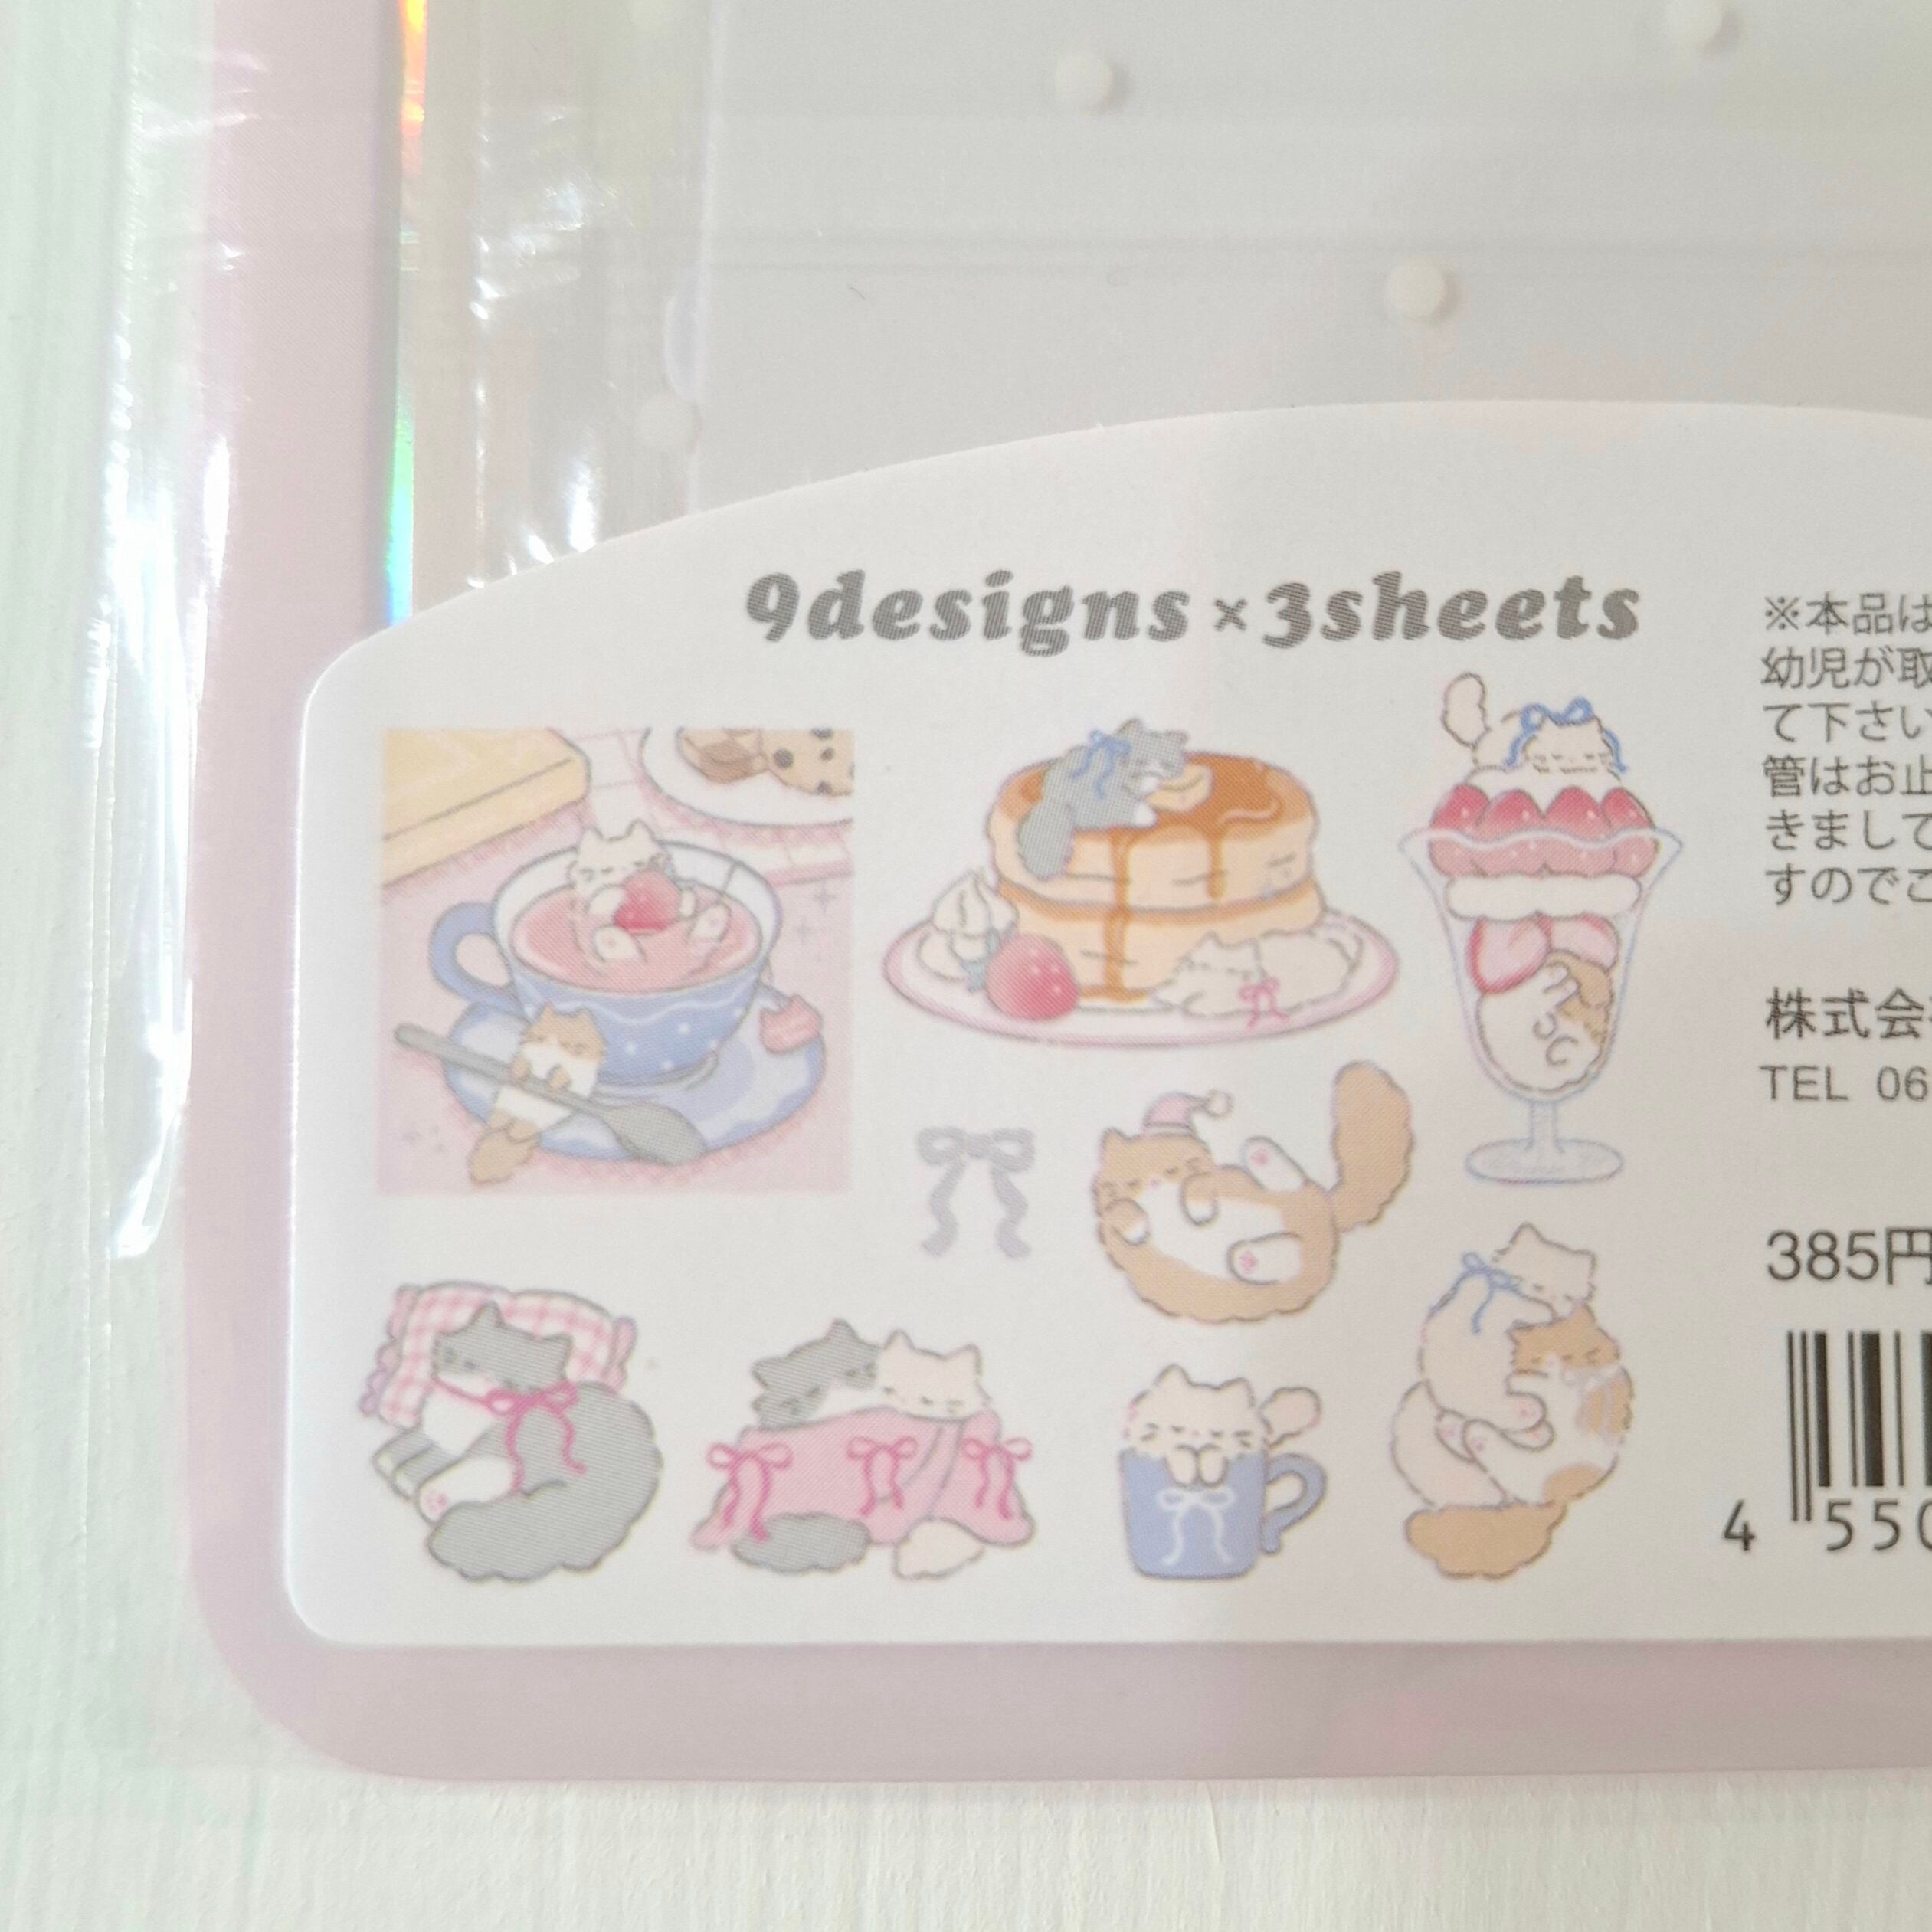 9designs×3sheets
※本品は
幼児が取
て下さい
管はお止
きまして
すのでご
株式会
TEL 06
385円
4 550